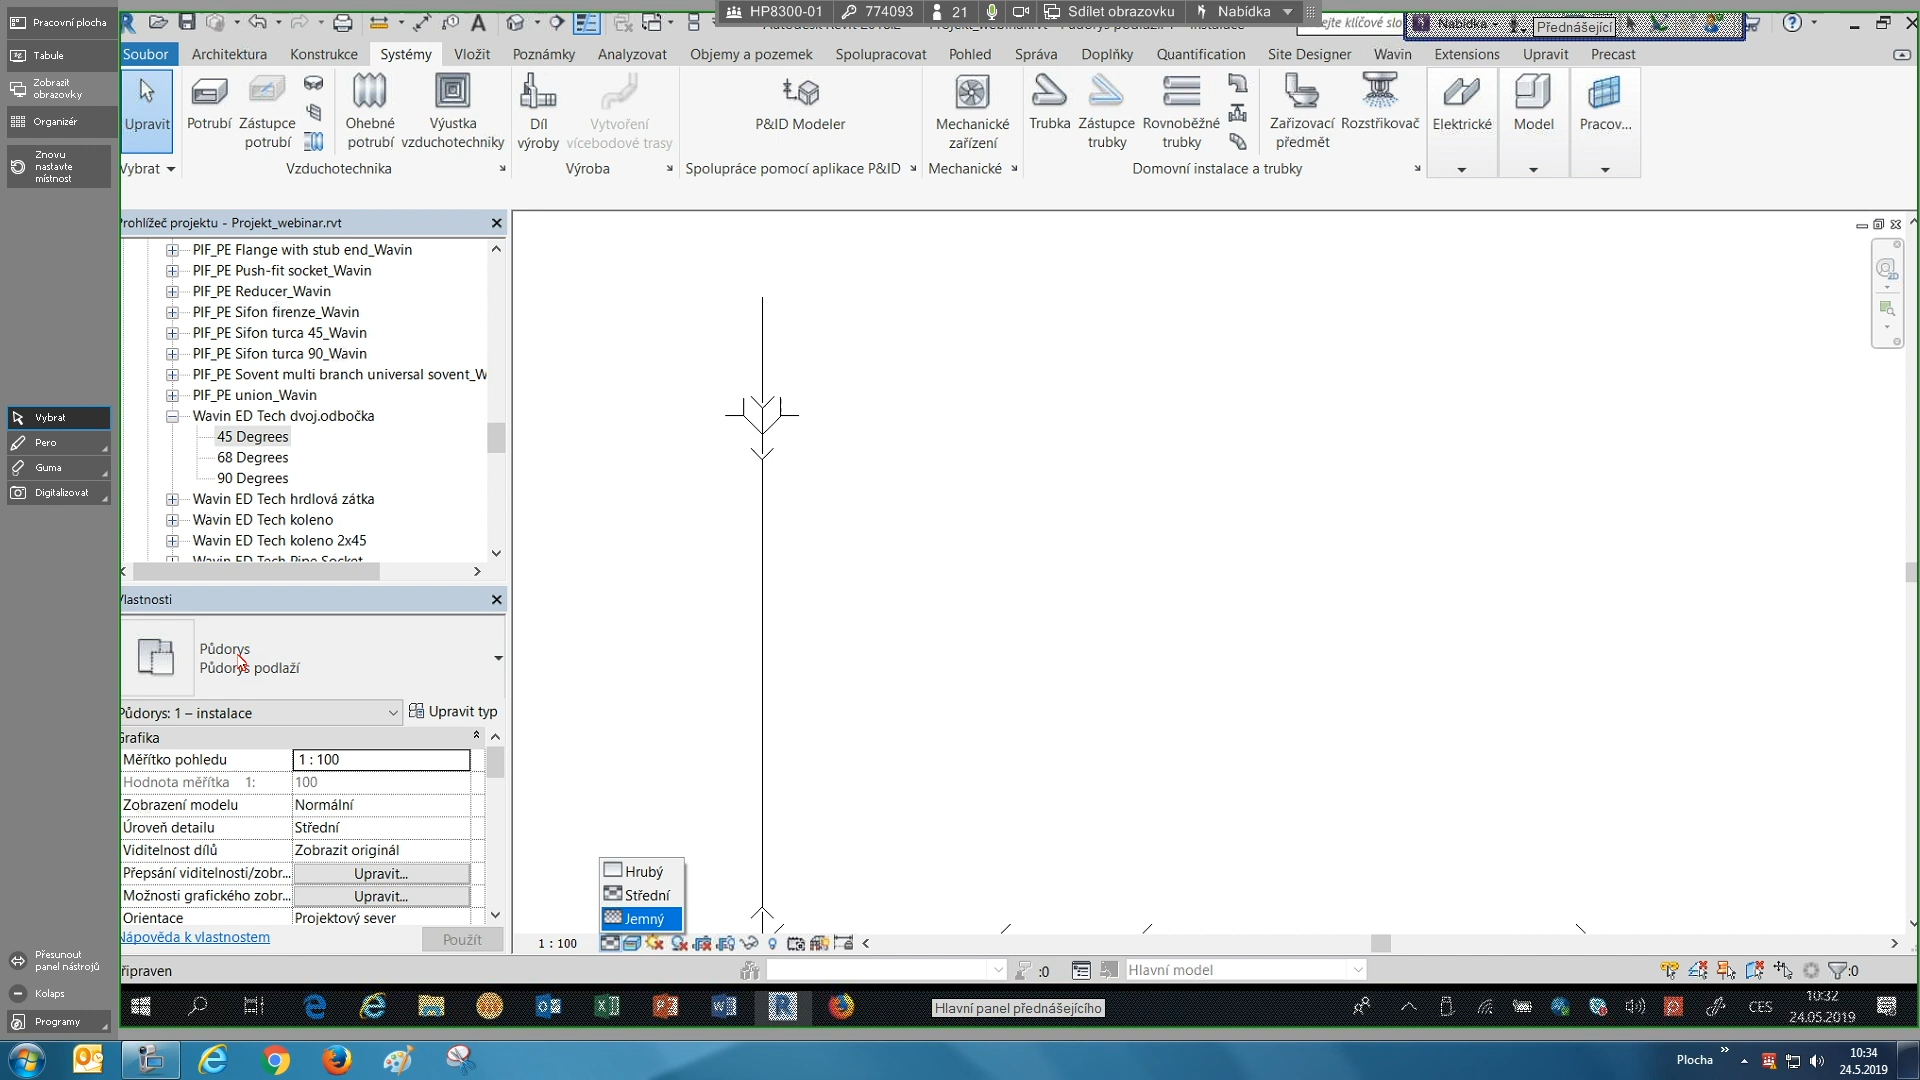 Pracovní plocha
Tabule
Zobrazit
obrazovky
Organizér
Znovu
nastavte
místnost
Vybrat
Pero
Guma
Digitalizovat
Přesunout
panel nástrojů
Kolaps
Programy
HP8300-01
774093
21
Sdílet obrazovku
Nabídka
Nabídka
Přednášející
Soubor
Architektura
Konstrukce
Systémy
Vložit
Poznámky
Analyzovat
Objemy a pozemek
Spolupracovat
Pohled
Správa
Doplňky
Quantification
Site Designer
Wavin
Extensions
Upravit
Precast
Upravit
Potrubí
Zástupce
potrubí
Ohebné
potrubí
Výustka
vzduchotechniky
Díl
výroby
Vytvoření
vícebodové trasy
P&ID Modeler
Mechanické
zařízení
Trubka
Zástupce
trubky
Rovnoběžné
trubky
Zařizovací
předmět
Rozstřikovač
Elektrické
Model
Pracov...
Vybrat
Vzduchotechnika
Výroba
Spolupráce pomocí aplikace P&ID
Mechanické
Domovní instalace a trubky
rohlížeč projektu - Projekt_webinar.rvt
PIF_PE Flange with stub end_Wavin
PIF_PE Push-fit socket_Wavin
PIF_PE Reducer_Wavin
PIF_PE Sifon firenze_Wavin
PIF_PE Sifon turca 45_Wavin
PIF_PE Sifon turca 90_Wavin
PIF_PE Sovent multi branch universal sovent_W
PIF_PE union_Wavin
Wavin ED Tech dvoj.odbočka
45 Degrees
68 Degrees
90 Degrees
Wavin ED Tech hrdlová zátka
Wavin ED Tech koleno
Wavin ED Tech koleno 2x45
Wavin ED Tech Pipe Socket
lastnosti
Půdorys
Půdorys podlaží
Půdorys: 1 – instalace
Upravit typ
Grafika
Měřítko pohledu
1 : 100
Hodnota měřítka 1:
100
Zobrazení modelu
Normální
Úroveň detailu
Střední
Viditelnost dílů
Zobrazit originál
Přepsání viditelnosti/zobr...
Upravit...
Možnosti grafického zobr...
Upravit...
Orientace
Projektový sever
Nápověda k vlastnostem
Použít
Hrubý
Střední
Jemný
1 : 100
2D
řipraven
:0
Hlavní model
:0
Hlavní panel přednášejícího
CES
10:32
24.05.2019
Plocha
10:34
24.5.2019